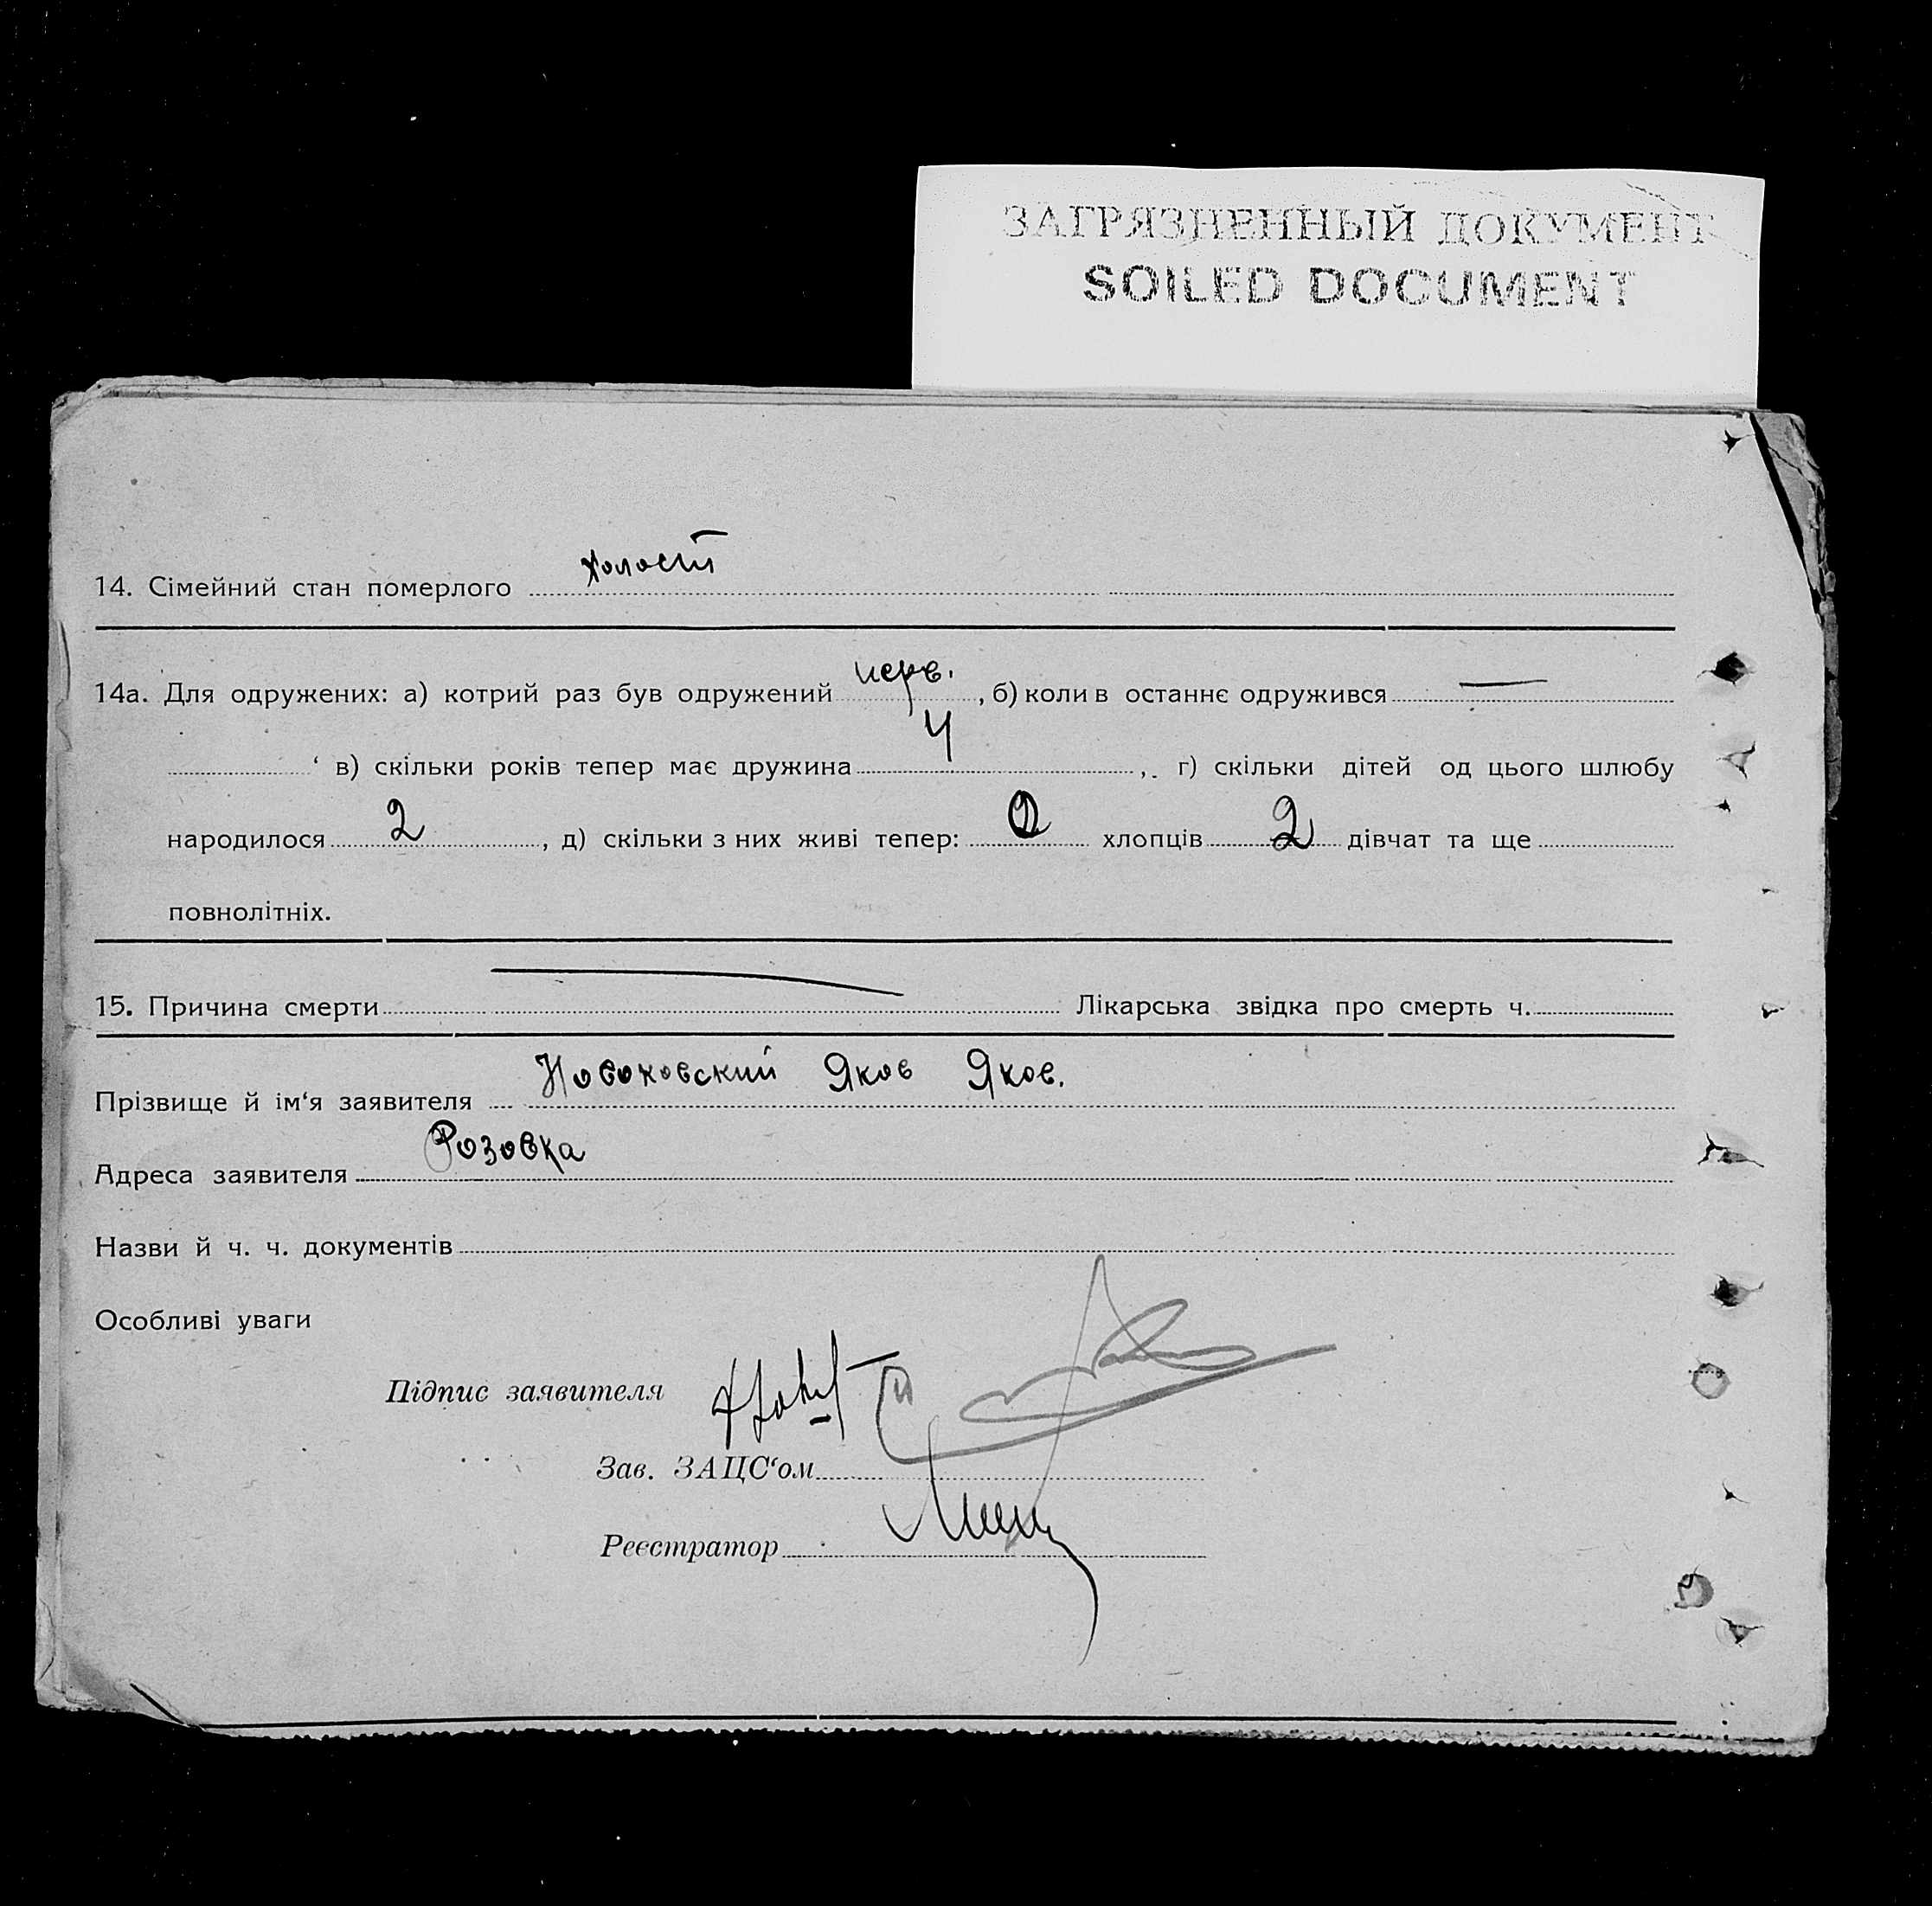 ЗАГРЯЗНЕННЫЙ ДОКУМЕНТ
SOILED DOCUMENT
14. Сімейний стан померлого холост
14а. Для одружених: а) котрий раз був одружений перв., б) коли в останнє одружився —
в) скільки років тепер має дружина 4, г) скільки дітей од цього шлюбу
народилося 2, д) скільки з них живі тепер: хлопців 2 дівчат та ще
повнолітніх.
15. Причина смерти — Лікарська звідка про смерть ч.
Прізвище й ім‘я заявителя Яков Яков.
Адреса заявителя Розовка
Назви й ч. ч. документів
Особливі уваги
Підпис заявителя
Зав. ЗАЦС‘ом
Реєстратор